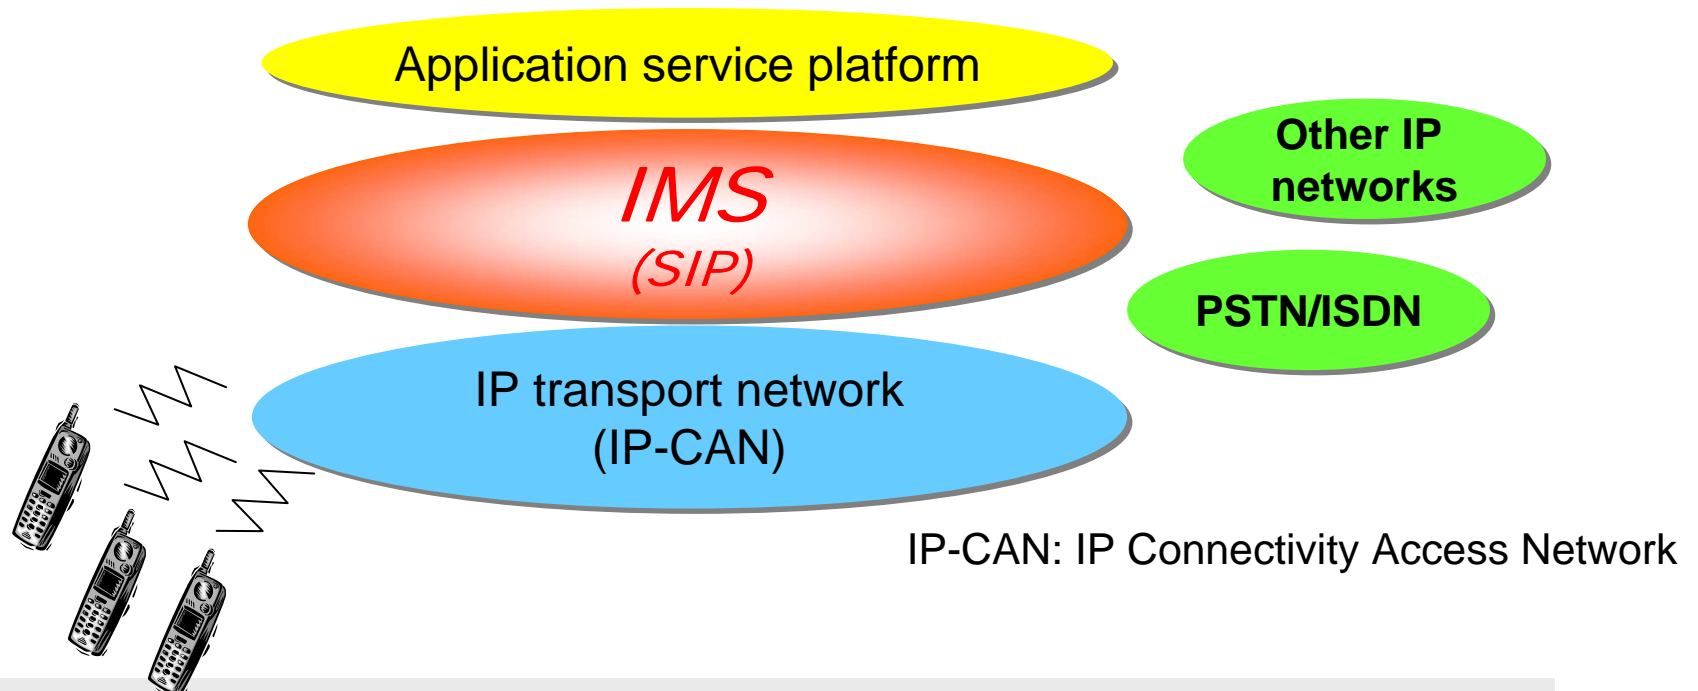 Application service platform
IMS
(SIP)
Other IP
networks
PSTN/ISDN
IP transport network
(IP-CAN)
IP-CAN: IP Connectivity Access Network